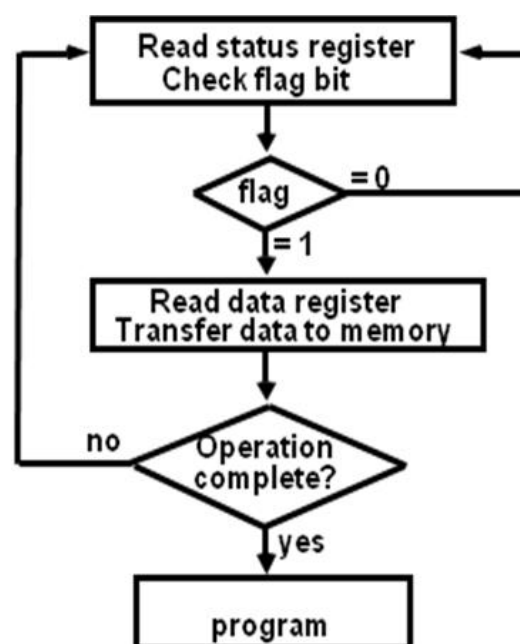 Read status register
Check flag bit
flag
= 0
= 1
Read data register
Transfer data to memory
no
Operation
complete?
yes
program